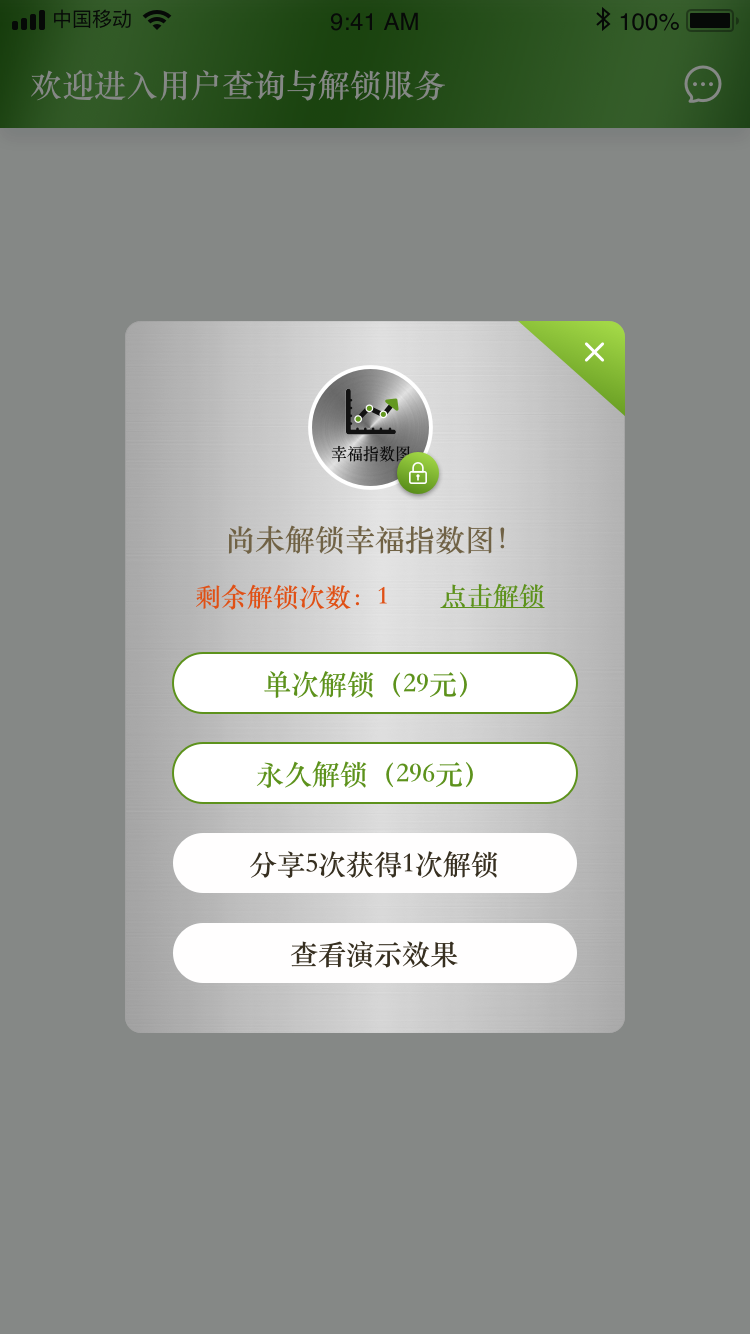 中国移动 9:41 AM 100%
欢迎进入用户查询与解锁服务
幸福指数图
尚未解锁幸福指数图！
剩余解锁次数：1 点击解锁
单次解锁（29元）
永久解锁（296元）
分享5次获得1次解锁
查看演示效果